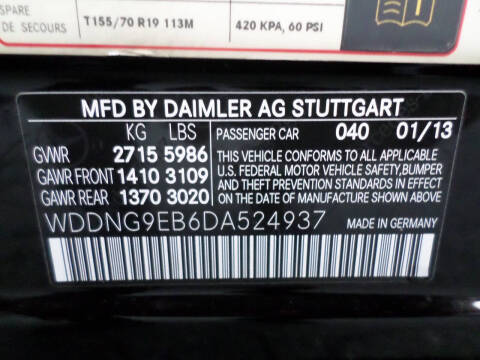 SPARE
DE SECOURS
T155/70 R19 113M
420 KPA, 60 PSI
MFD BY DAIMLER AG STUTTGART
KG LBS
PASSENGER CAR 040 01/13
GVWR 2715 5986
GAWR FRONT 1410 3109
GAWR REAR 1370 3020
THIS VEHICLE CONFORMS TO ALL APPLICABLE
U.S. FEDERAL MOTOR VEHICLE SAFETY, BUMPER
AND THEFT PREVENTION STANDARDS IN EFFECT
ON THE DATE OF MANUFACTURE SHOWN ABOVE.
WDDNG9EB6DA524937